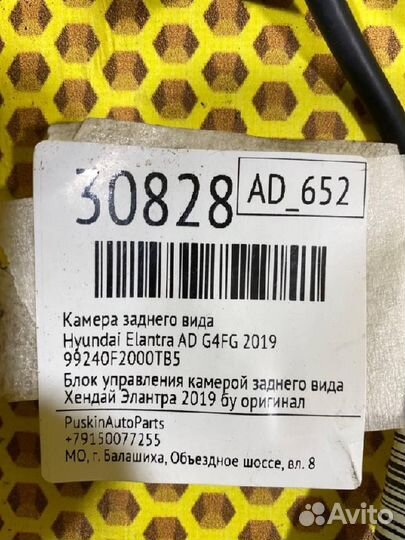 30828
AD_652
Камера заднего вида
Hyundai Elantra AD G4FG 2019
99240F2000TB5
Блок управления камерой заднего вида
Хендай Элантра 2019 бу оригинал
PuskinAutoParts
+79150077255
МО, г. Балашиха, Объездное шоссе, вл. 8
Avito